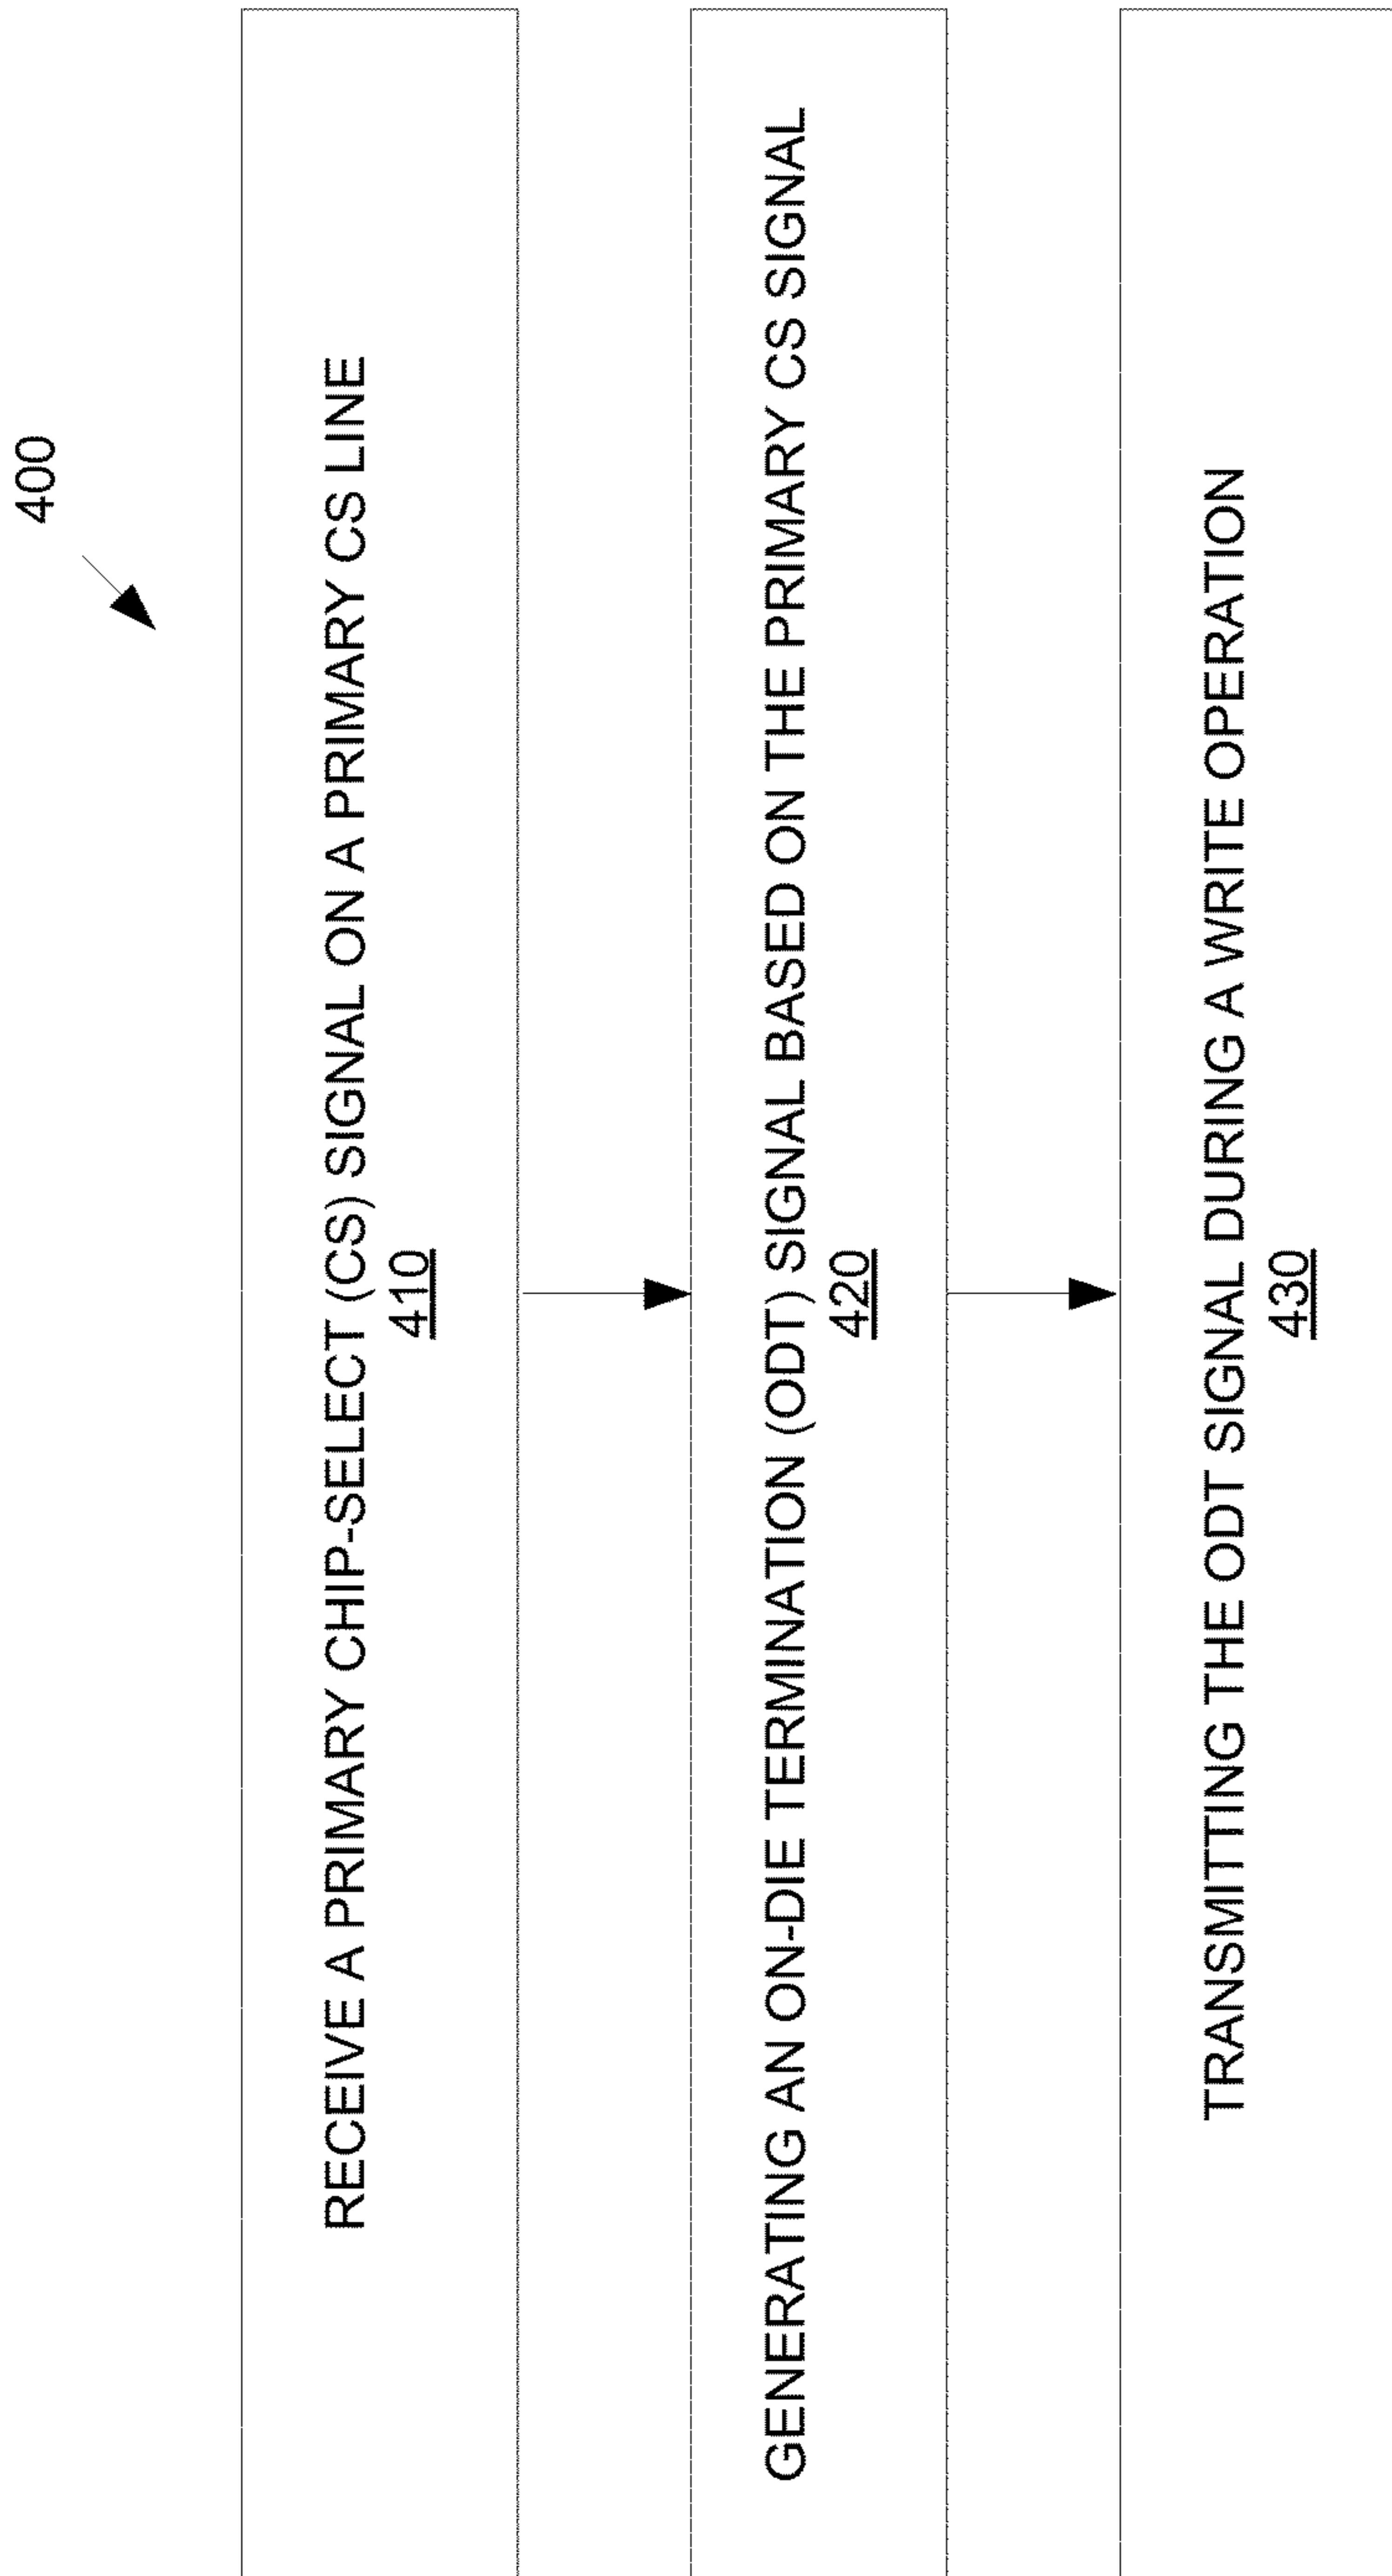 400
RECEIVE A PRIMARY CHIP-SELECT (CS) SIGNAL ON A PRIMARY CS LINE
410
GENERATING AN ON-DIE TERMINATION (ODT) SIGNAL BASED ON THE PRIMARY CS SIGNAL
420
TRANSMITTING THE ODT SIGNAL DURING A WRITE OPERATION
430